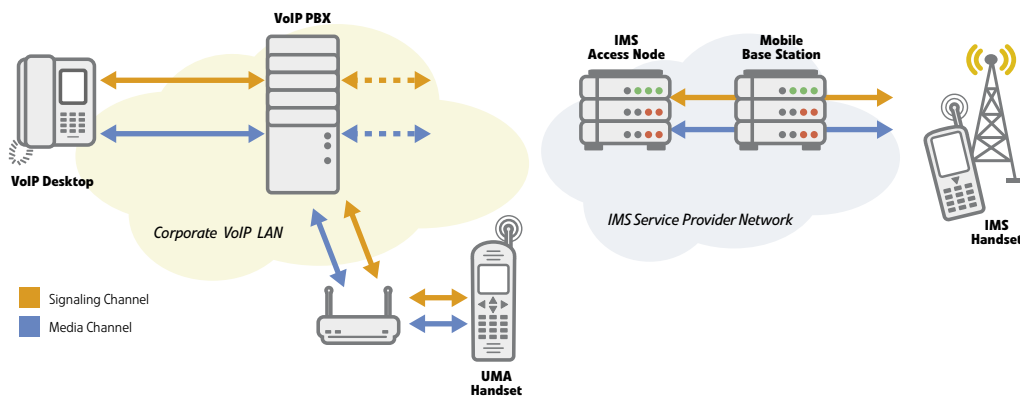 VoIP PBX
IMS
Access Node
Mobile
Base Station
VoIP Desktop
Corporate VoIP LAN
IMS Service Provider Network
IMS
Handset
Signaling Channel
Media Channel
UMA
Handset